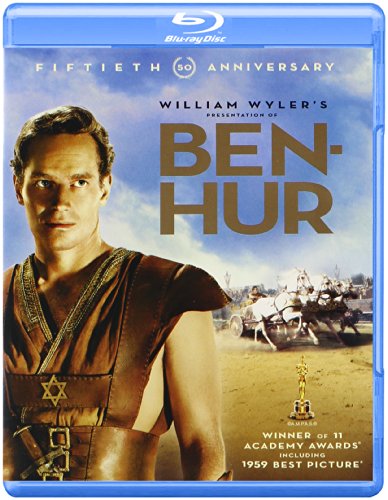 Blu-ray Disc
FIFTIETH 50 ANNIVERSARY
WILLIAM WYLER'S
PRESENTATION OF
BEN-
HUR
©A.M.P.A.S.®
WINNER OF 11
ACADEMY AWARDS®
INCLUDING
1959 BEST PICTURE